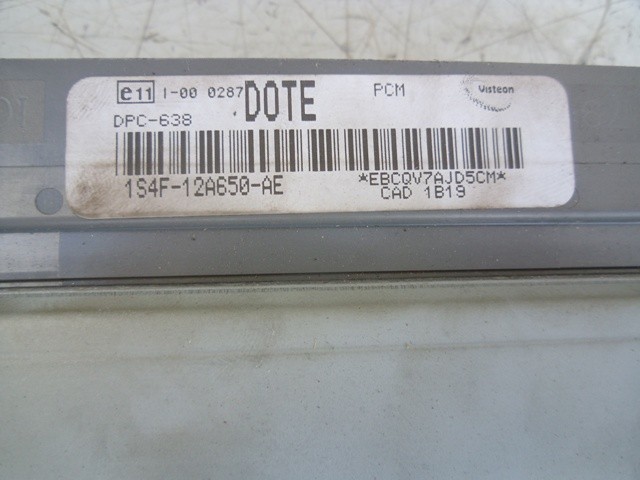 e11 I-00 0287 DOTE PCM Visteon
DPC-638
1S4F-12A650-AE *EBCQV7AJD5CM*
CAD 1B19